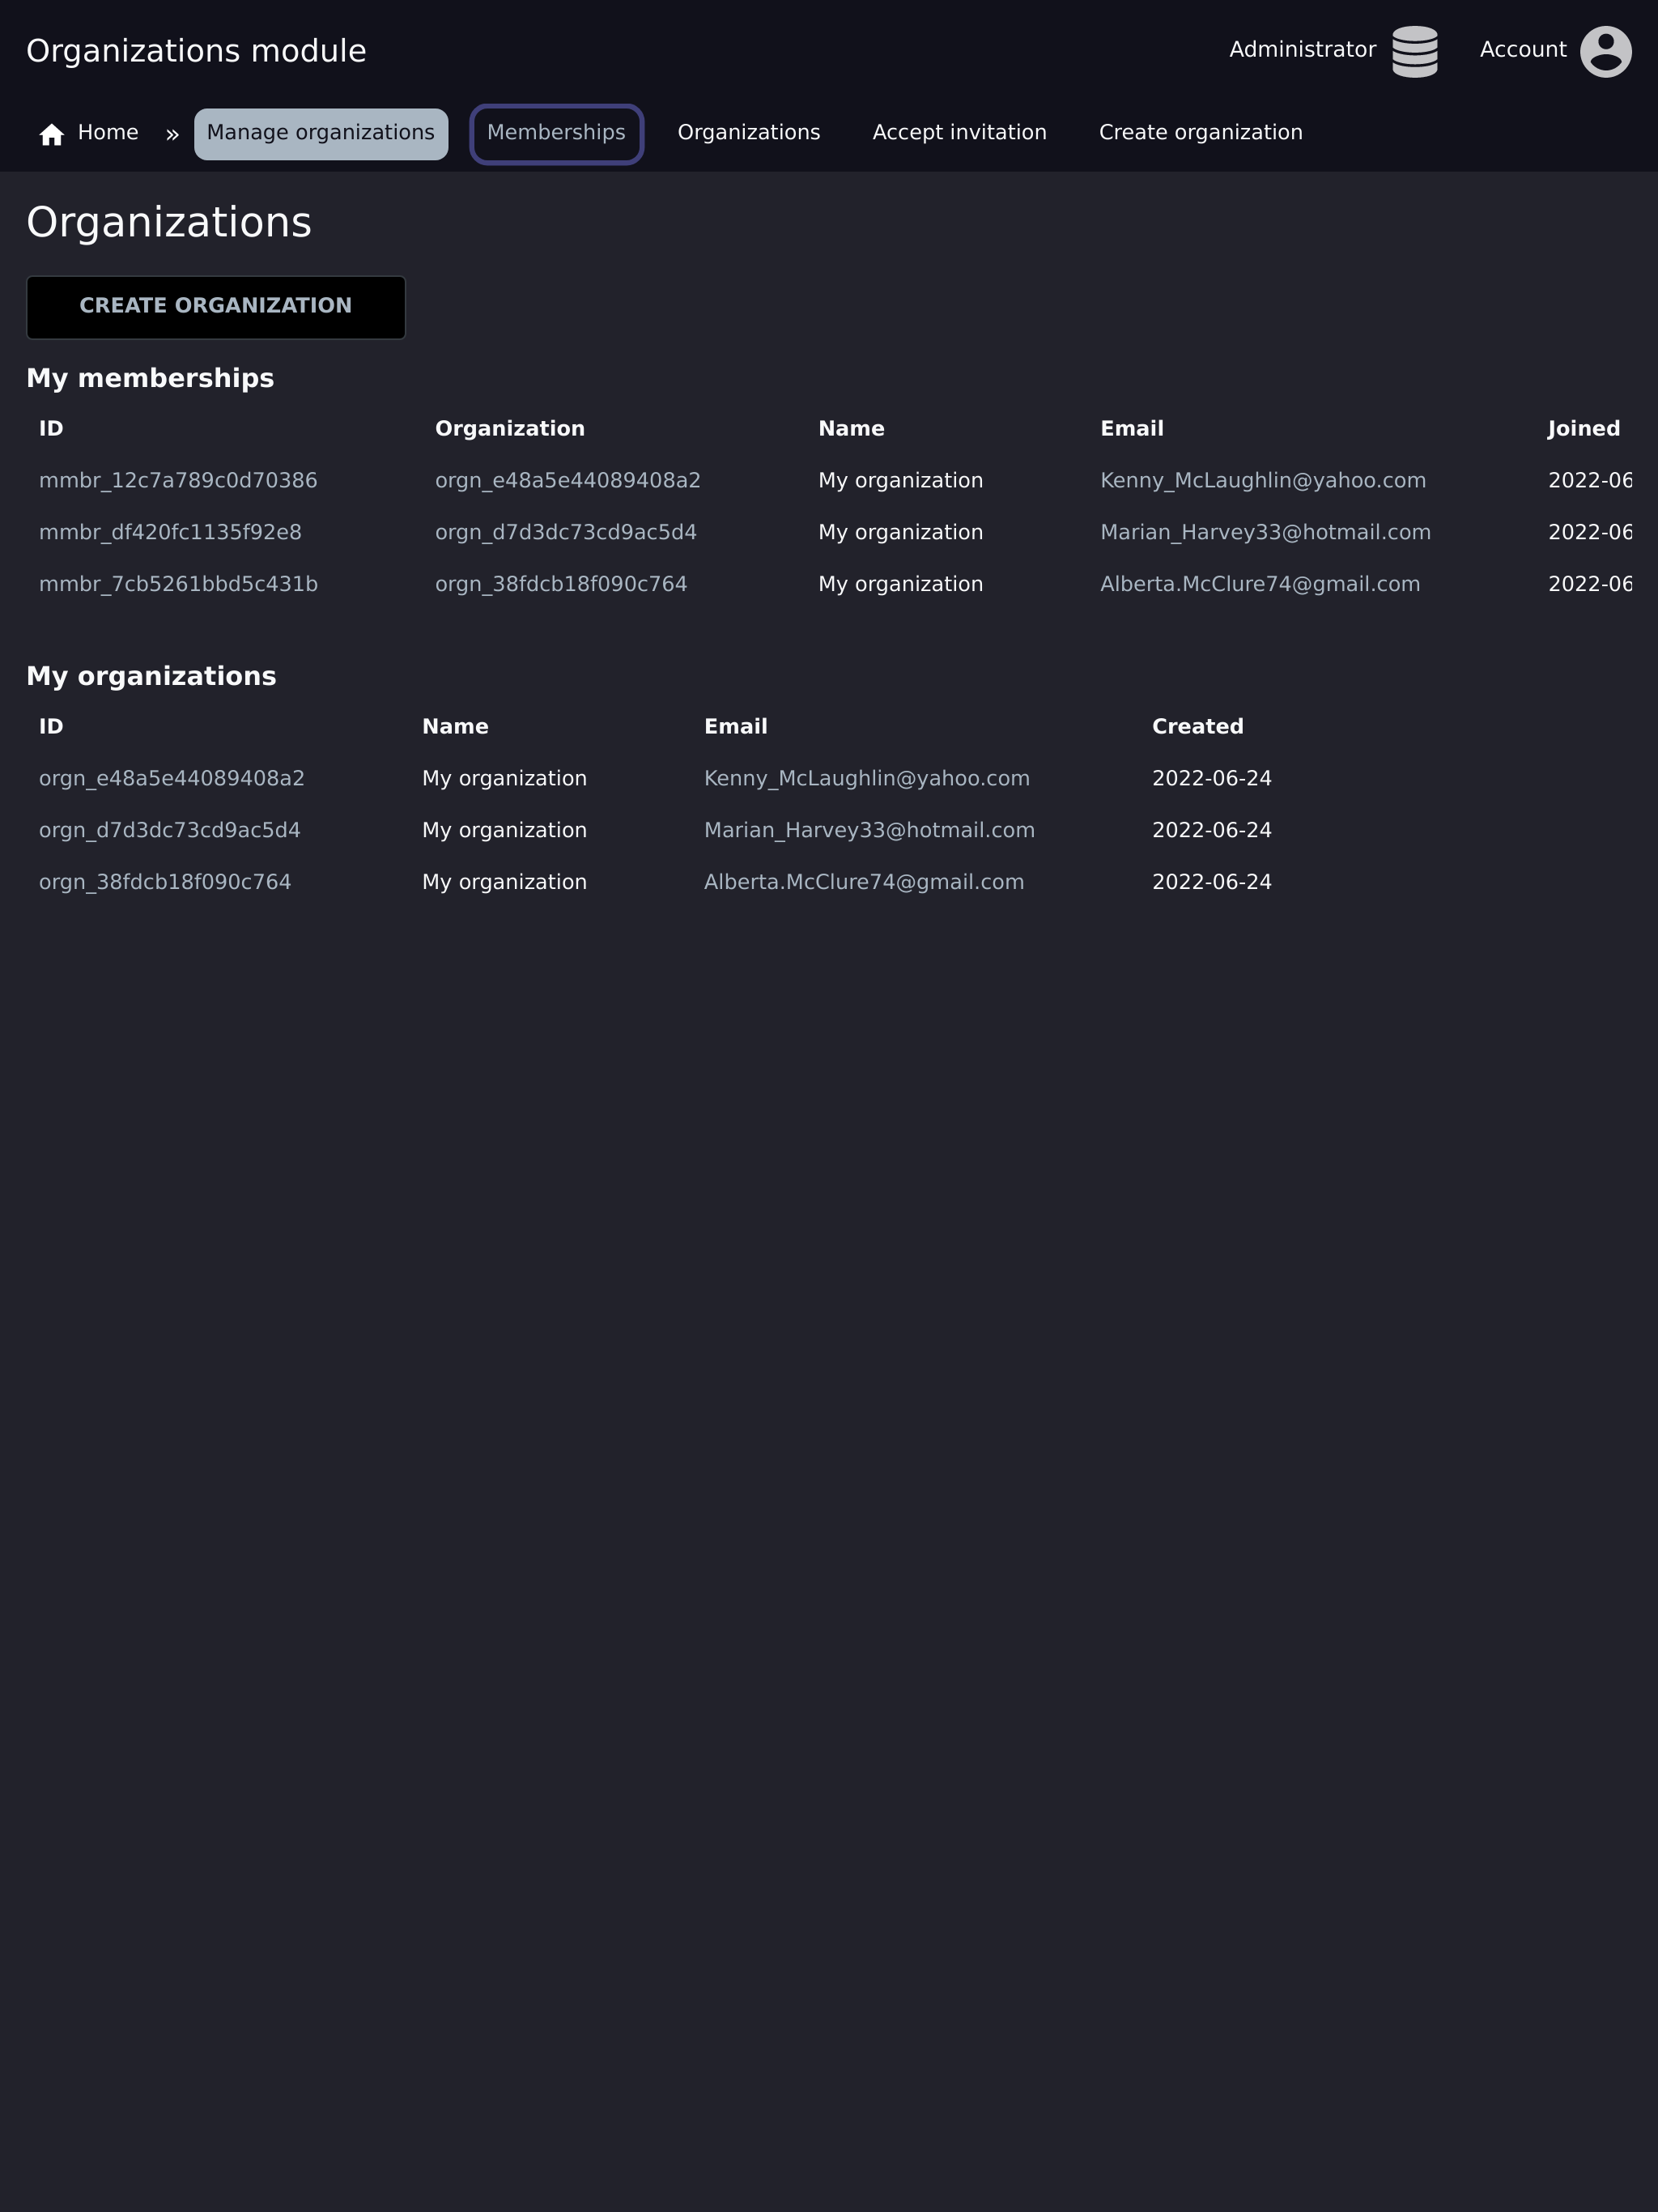 Organizations module Administrator Account
Home » Manage organizations Memberships Organizations Accept invitation Create organization
Organizations
CREATE ORGANIZATION
My memberships
ID Organization Name Email Joined
mmbr_12c7a789c0d70386 orgn_e48a5e44089408a2 My organization Kenny_McLaughlin@yahoo.com 2022-06
mmbr_df420fc1135f92e8 orgn_d7d3dc73cd9ac5d4 My organization Marian_Harvey33@hotmail.com 2022-06
mmbr_7cb5261bbd5c431b orgn_38fdcb18f090c764 My organization Alberta.McClure74@gmail.com 2022-06
My organizations
ID Name Email Created
orgn_e48a5e44089408a2 My organization Kenny_McLaughlin@yahoo.com 2022-06-24
orgn_d7d3dc73cd9ac5d4 My organization Marian_Harvey33@hotmail.com 2022-06-24
orgn_38fdcb18f090c764 My organization Alberta.McClure74@gmail.com 2022-06-24